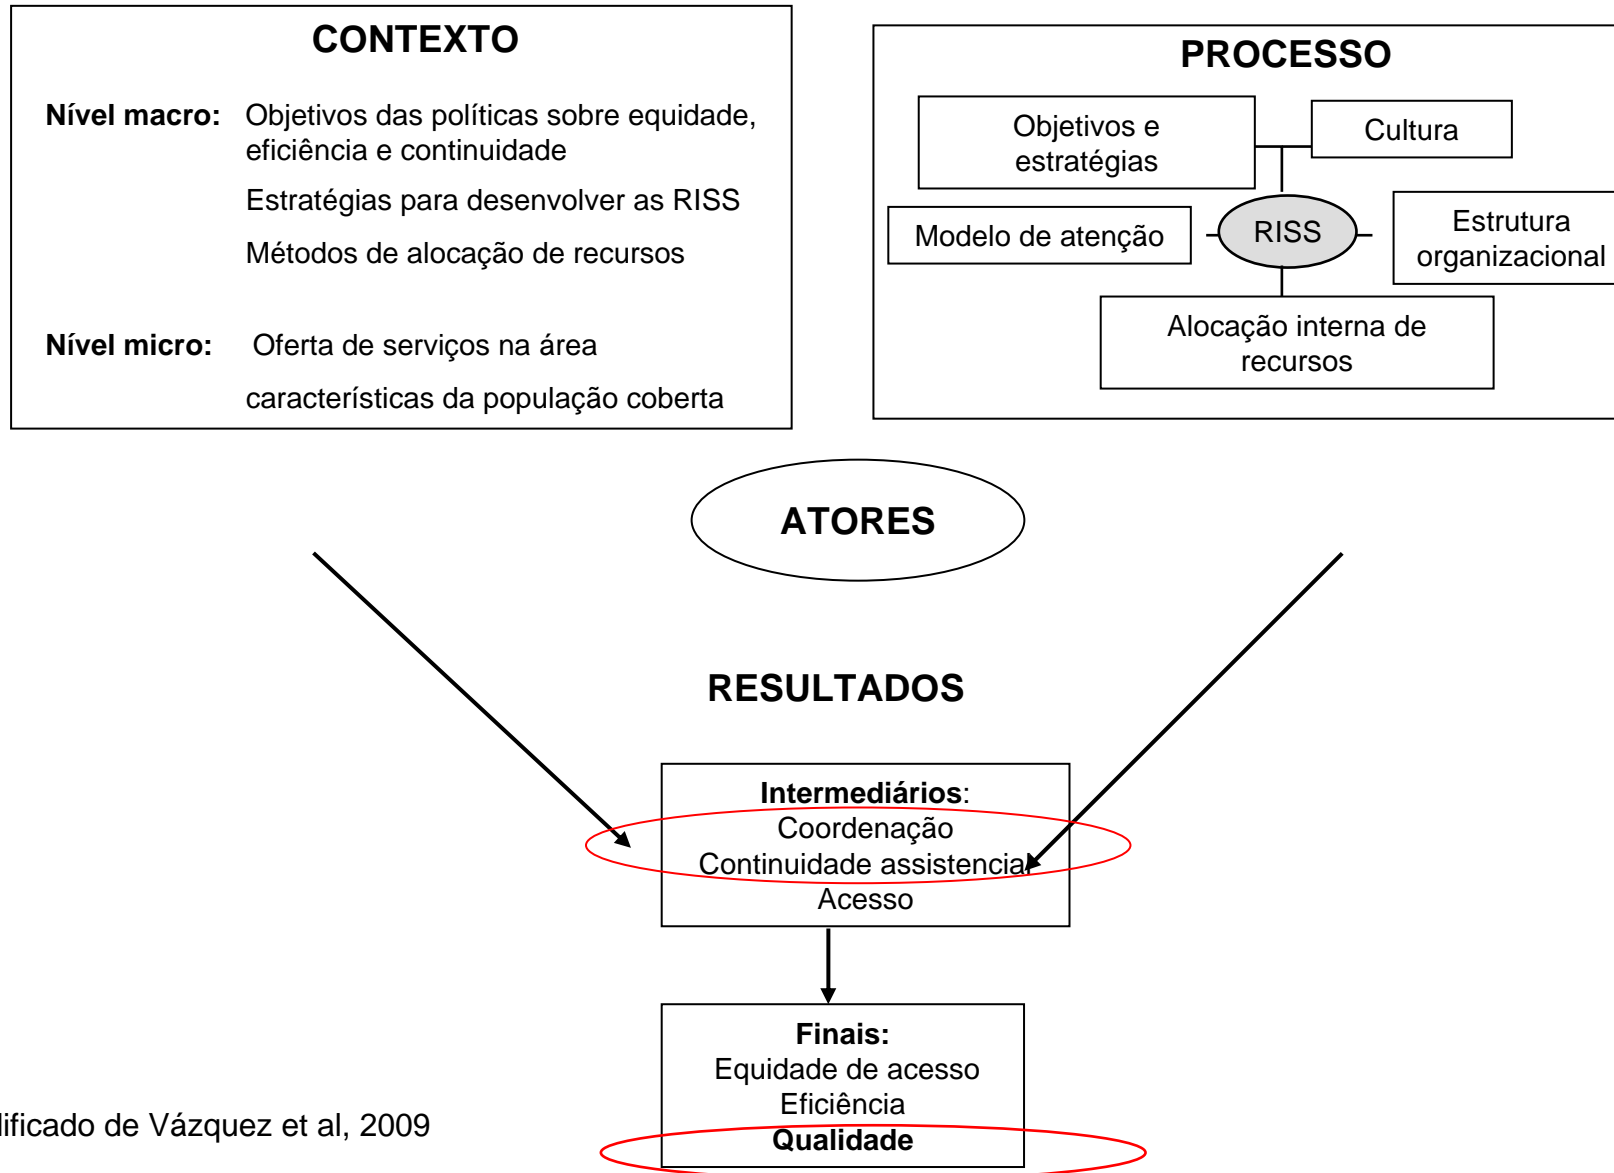 CONTEXTO
Nível macro: Objetivos das políticas sobre equidade,
eficiência e continuidade
Estratégias para desenvolver as RISS
Métodos de alocação de recursos
Nível micro: Oferta de serviços na área
características da população coberta
PROCESSO
Objetivos e
estratégias
Cultura
Modelo de atenção
RISS
Estrutura
organizacional
Alocação interna de
recursos
ATORES
RESULTADOS
Intermediários:
Coordenação
Continuidade assistencial
Acesso
Finais:
Equidade de acesso
Eficiência
Qualidade
ificado de Vázquez et al, 2009